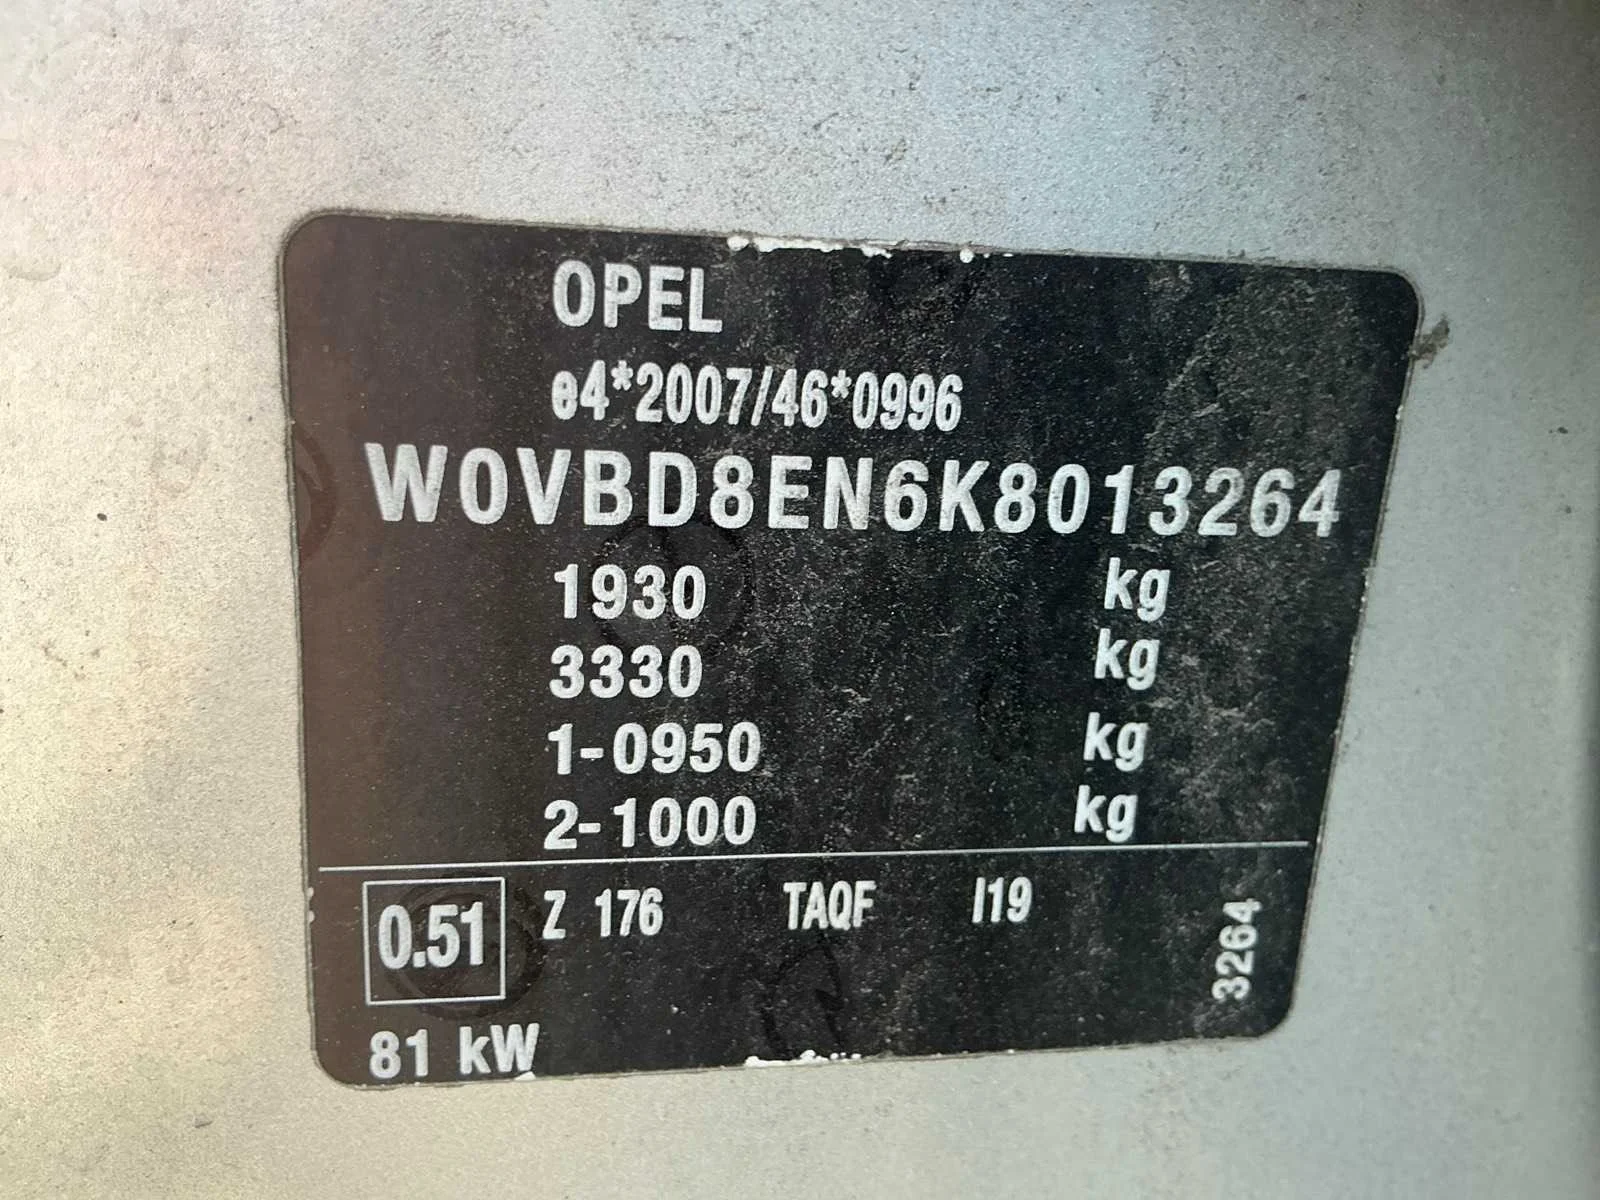 OPEL
e4*2007/46*0996
W0VBD8EN6K8013264
1930 kg
3330 kg
1-0950 kg
2-1000 kg
0.51 Z 176 TAQF I19
3264
81 kW